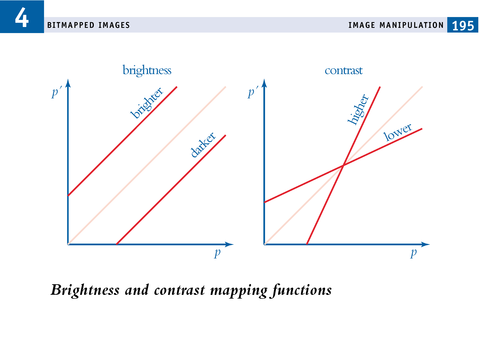 4
BITMAPPED IMAGES
IMAGE MANIPULATION 195
brightness
p′
brighter
darker
p
contrast
p′
higher
lower
p
Brightness and contrast mapping functions